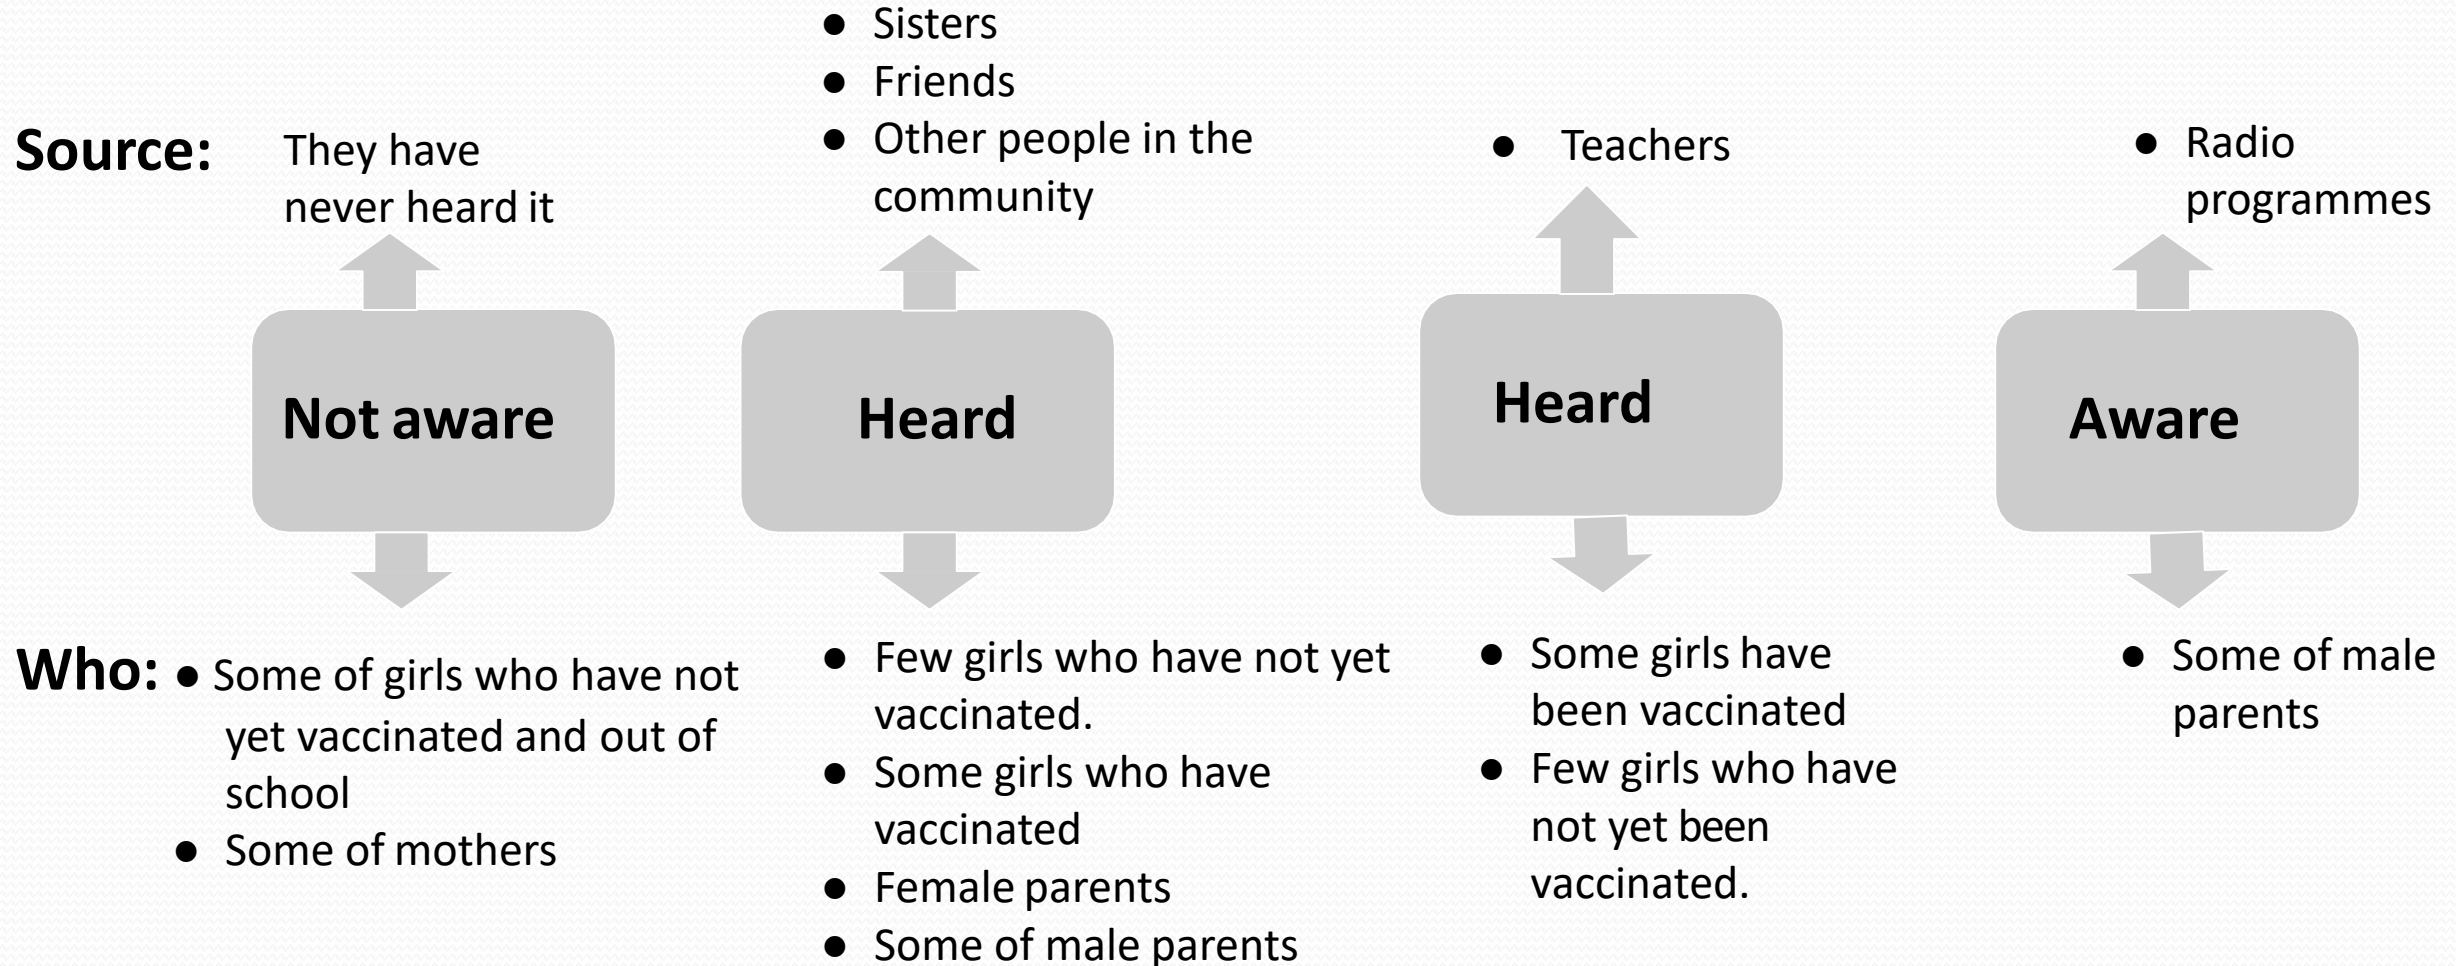 Source:
They have
never heard it
● Sisters
● Friends
● Other people in the
community
● Teachers
● Radio
programmes
Not aware
Heard
Heard
Aware
Who:
● Some of girls who have not
yet vaccinated and out of
school
● Some of mothers
● Few girls who have not yet
vaccinated.
● Some girls who have
vaccinated
● Female parents
● Some of male parents
● Some girls have
been vaccinated
● Few girls who have
not yet been
vaccinated.
● Some of male
parents